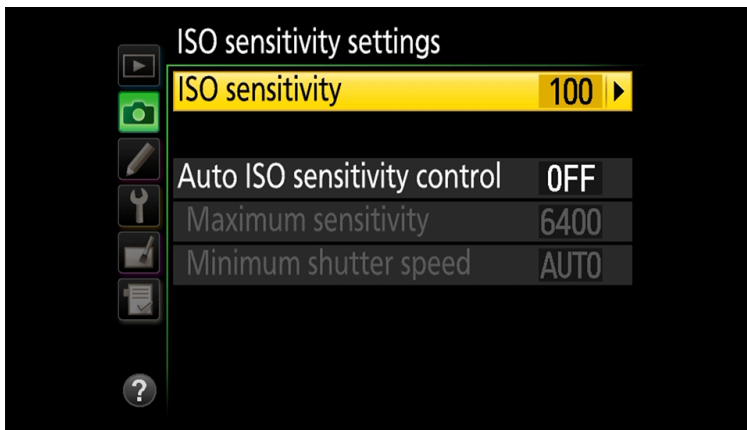 ISO sensitivity settings
ISO sensitivity 100
Auto ISO sensitivity control OFF
Maximum sensitivity 6400
Minimum shutter speed AUTO
?